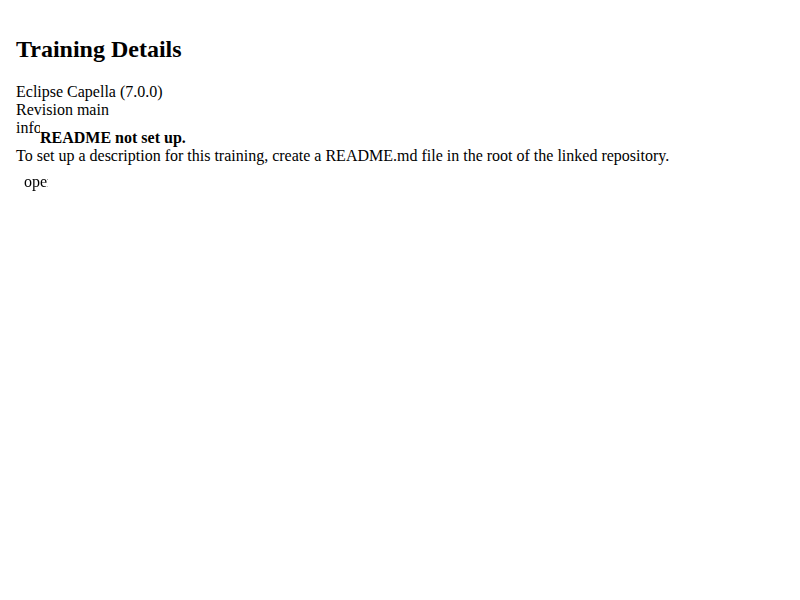 Training Details
Eclipse Capella (7.0.0)
Revision main
info
README not set up.
To set up a description for this training, create a README.md file in the root of the linked repository.
ope